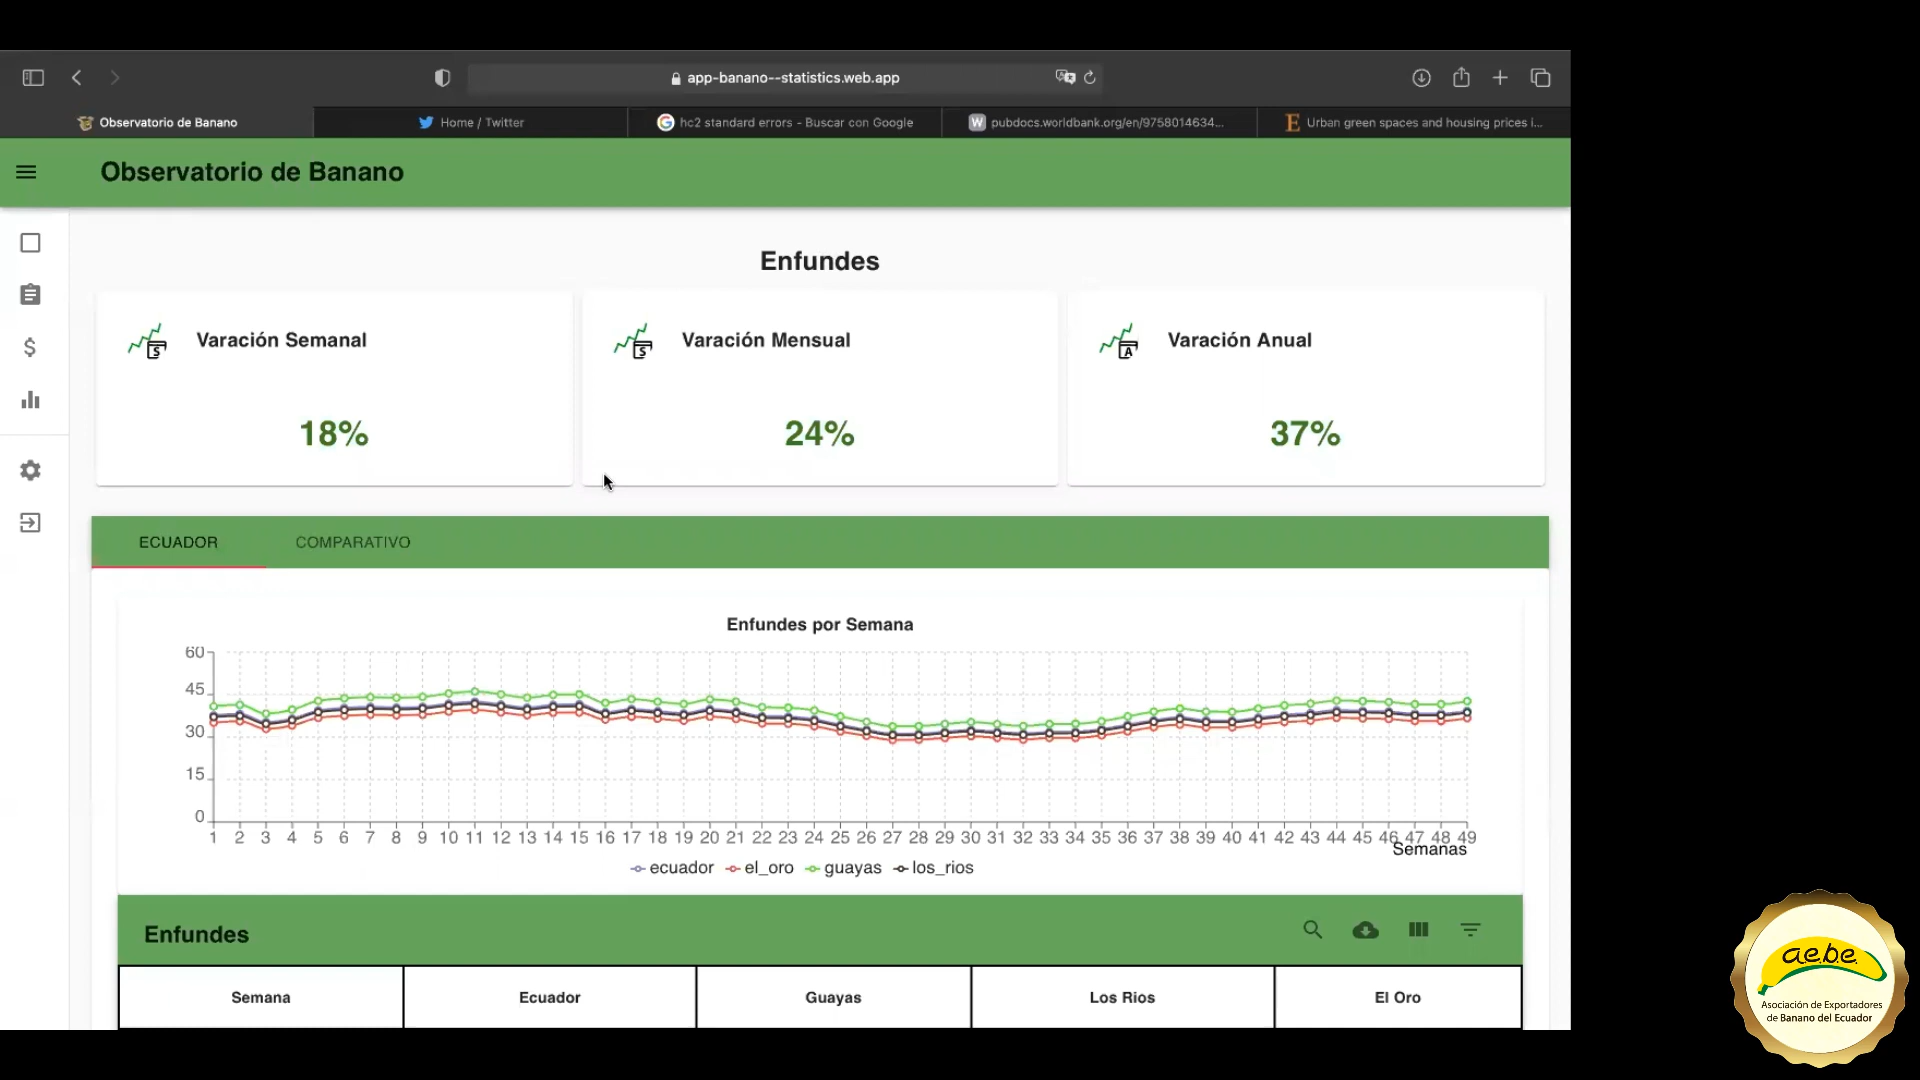 app-banano--statistics.web.app
Observatorio de Banano
Home / Twitter
hc2 standard errors - Buscar con Google
pubdocs.worldbank.org/en/9758014634...
Urban green spaces and housing prices i...
Observatorio de Banano
Enfundes
Varación Semanal
Varación Mensual
Varación Anual
18%
24%
37%
ECUADOR
COMPARATIVO
Enfundes por Semana
60
45
30
15
0
1 2 3 4 5 6 7 8 9 10 11 12 13 14 15 16 17 18 19 20 21 22 23 24 25 26 27 28 29 30 31 32 33 34 35 36 37 38 39 40 41 42 43 44 45 46 47 48 49
Semanas
ecuador el_oro guayas los_rios
Enfundes
Semana Ecuador Guayas Los Rios El Oro
a.e.b.e.
Asociación de Exportadores
de Banano del Ecuador